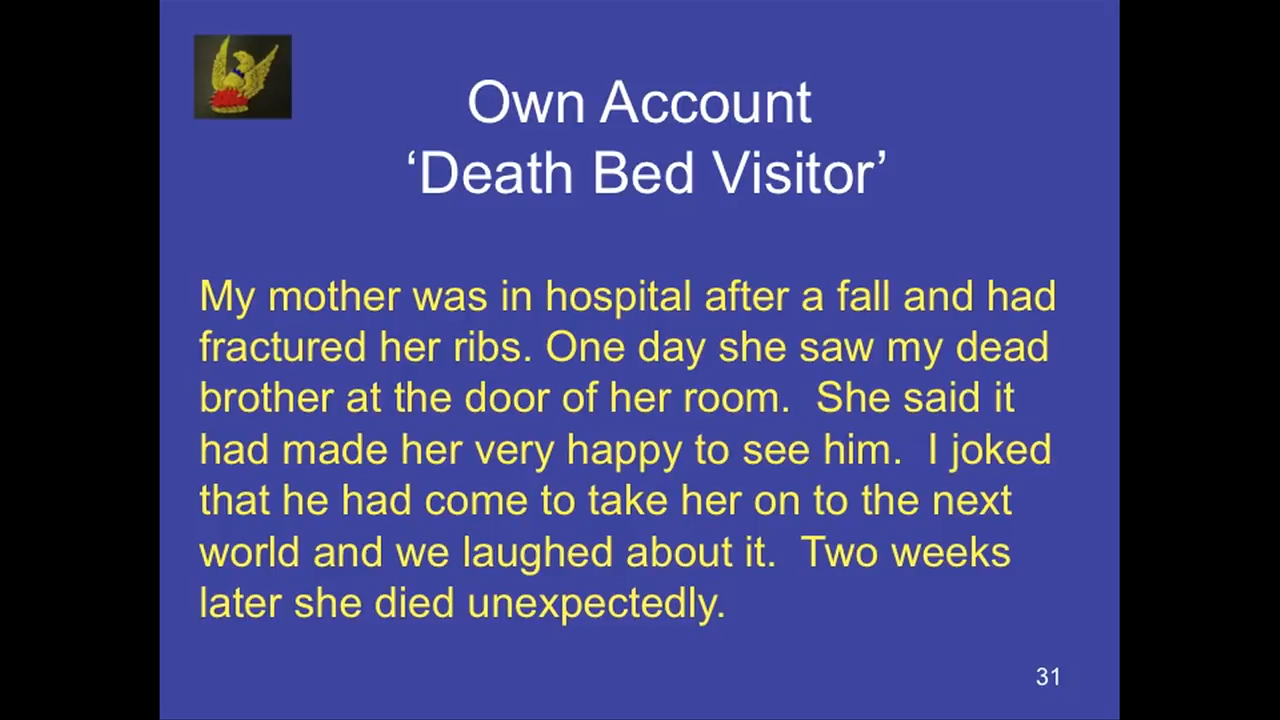 Own Account
‘Death Bed Visitor’
My mother was in hospital after a fall and had
fractured her ribs. One day she saw my dead
brother at the door of her room.  She said it
had made her very happy to see him.  I joked
that he had come to take her on to the next
world and we laughed about it.  Two weeks
later she died unexpectedly.
31